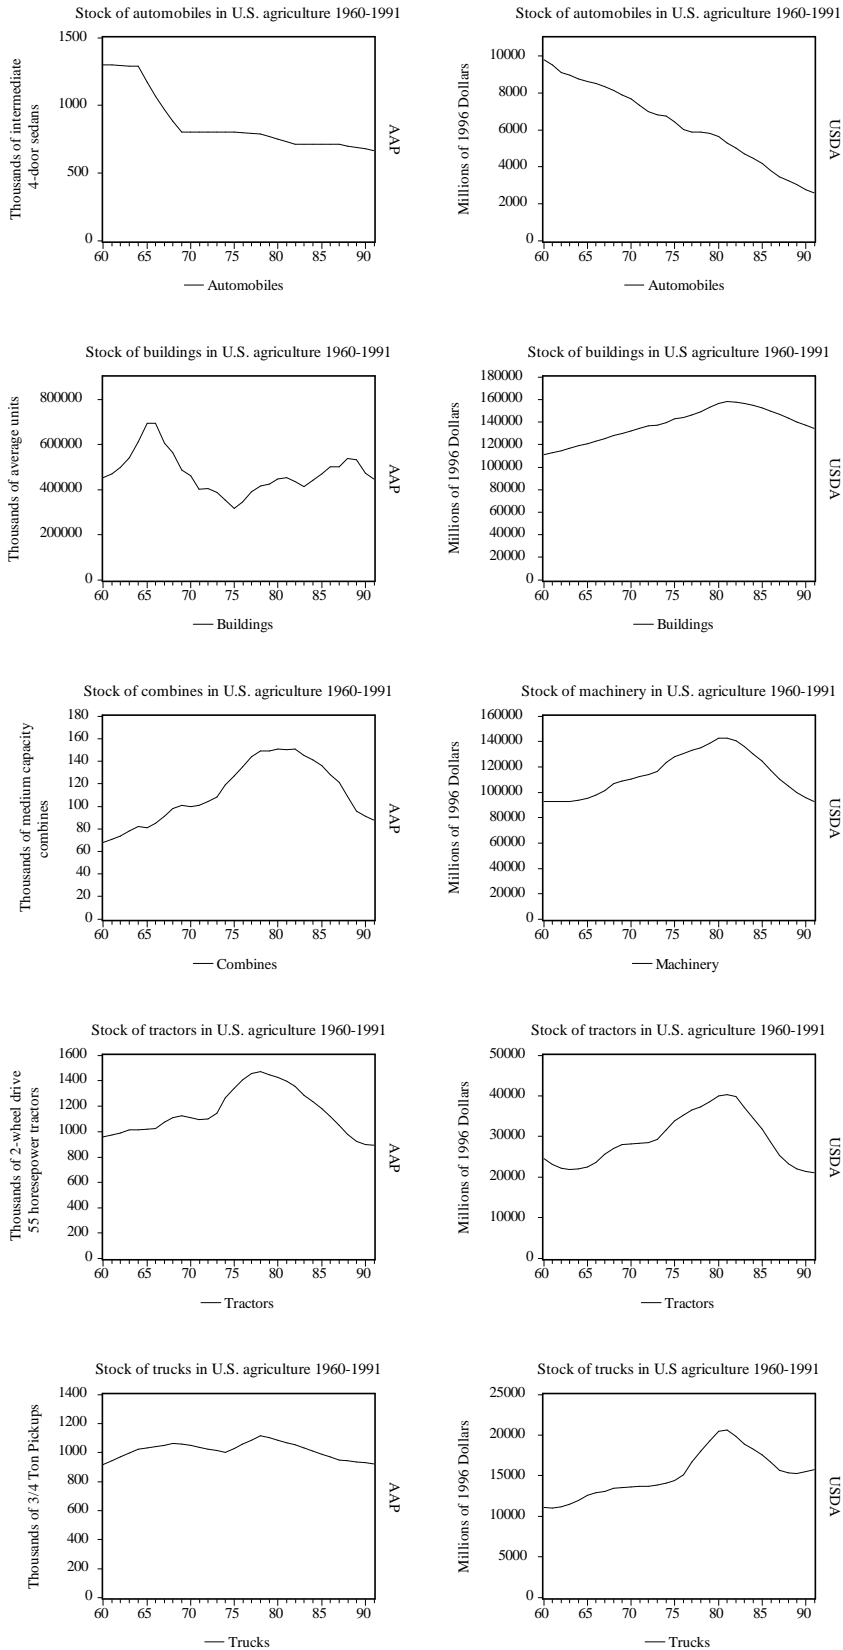 Stock of automobiles in U.S. agriculture 1960-1991
1500
1000
500
0
Thousands of intermediate
4-door sedans
AAP
60 65 70 75 80 85 90
Automobiles
Stock of automobiles in U.S. agriculture 1960-1991
10000
8000
6000
4000
2000
0
Millions of 1996 Dollars
USDA
60 65 70 75 80 85 90
Automobiles
Stock of buildings in U.S. agriculture 1960-1991
800000
600000
400000
200000
0
Thousands of average units
AAP
60 65 70 75 80 85 90
Buildings
Stock of buildings in U.S agriculture 1960-1991
180000
160000
140000
120000
100000
80000
60000
40000
20000
0
Millions of 1996 Dollars
USDA
60 65 70 75 80 85 90
Buildings
Stock of combines in U.S. agriculture 1960-1991
180
160
140
120
100
80
60
40
20
0
Thousands of medium capacity
combines
AAP
60 65 70 75 80 85 90
Combines
Stock of machinery in U.S. agriculture 1960-1991
160000
140000
120000
100000
80000
60000
40000
20000
0
Millions of 1996 Dollars
USDA
60 65 70 75 80 85 90
Machinery
Stock of tractors in U.S. agriculture 1960-1991
1600
1400
1200
1000
800
600
400
200
0
Thousands of 2-wheel drive
55 horesepower tractors
AAP
60 65 70 75 80 85 90
Tractors
Stock of tractors in U.S. agriculture 1960-1991
50000
40000
30000
20000
10000
0
Millions of 1996 Dollars
USDA
60 65 70 75 80 85 90
Tractors
Stock of trucks in U.S. agriculture 1960-1991
1400
1200
1000
800
600
400
200
0
Thousands of 3/4 Ton Pickups
AAP
60 65 70 75 80 85 90
Trucks
Stock of trucks in U.S agriculture 1960-1991
25000
20000
15000
10000
5000
0
Millions of 1996 Dollars
USDA
60 65 70 75 80 85 90
Trucks